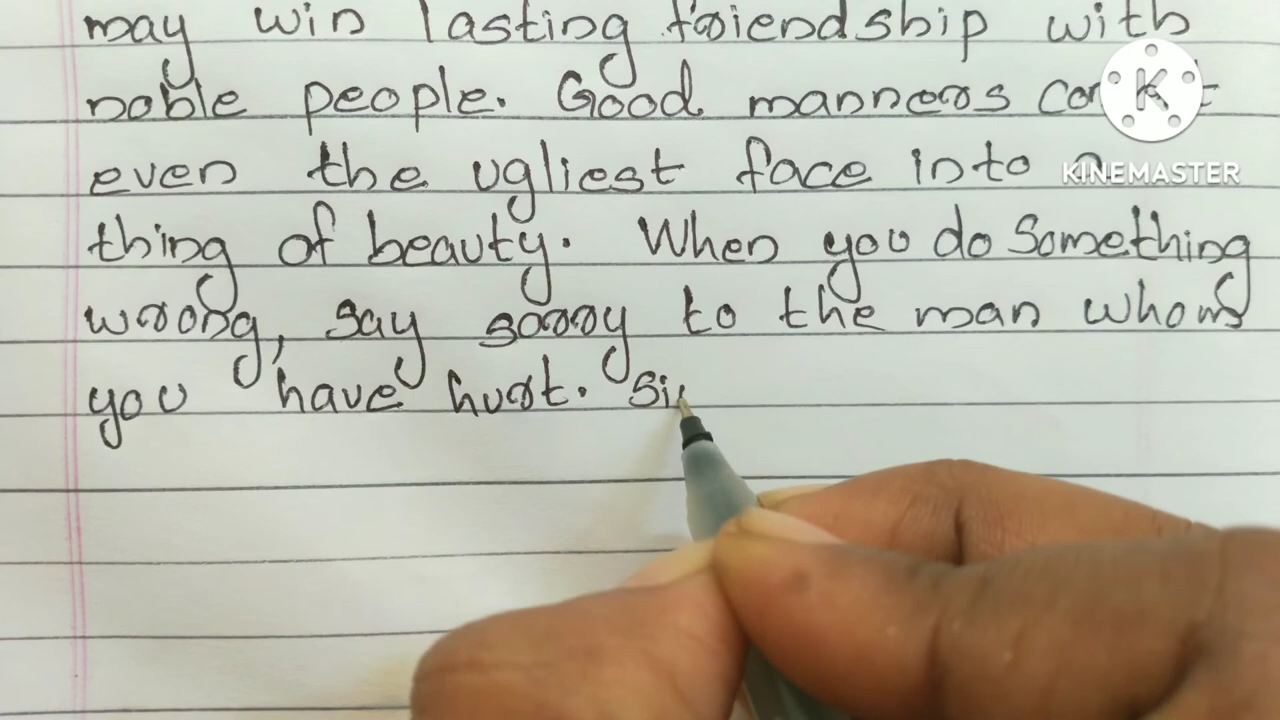 may win lasting friendship with
noble people. Good manners
even the ugliest face into a
thing of beauty. When you do something
wrong, say sorry to the man whom
you have hurt. Si
K
KINEMASTER